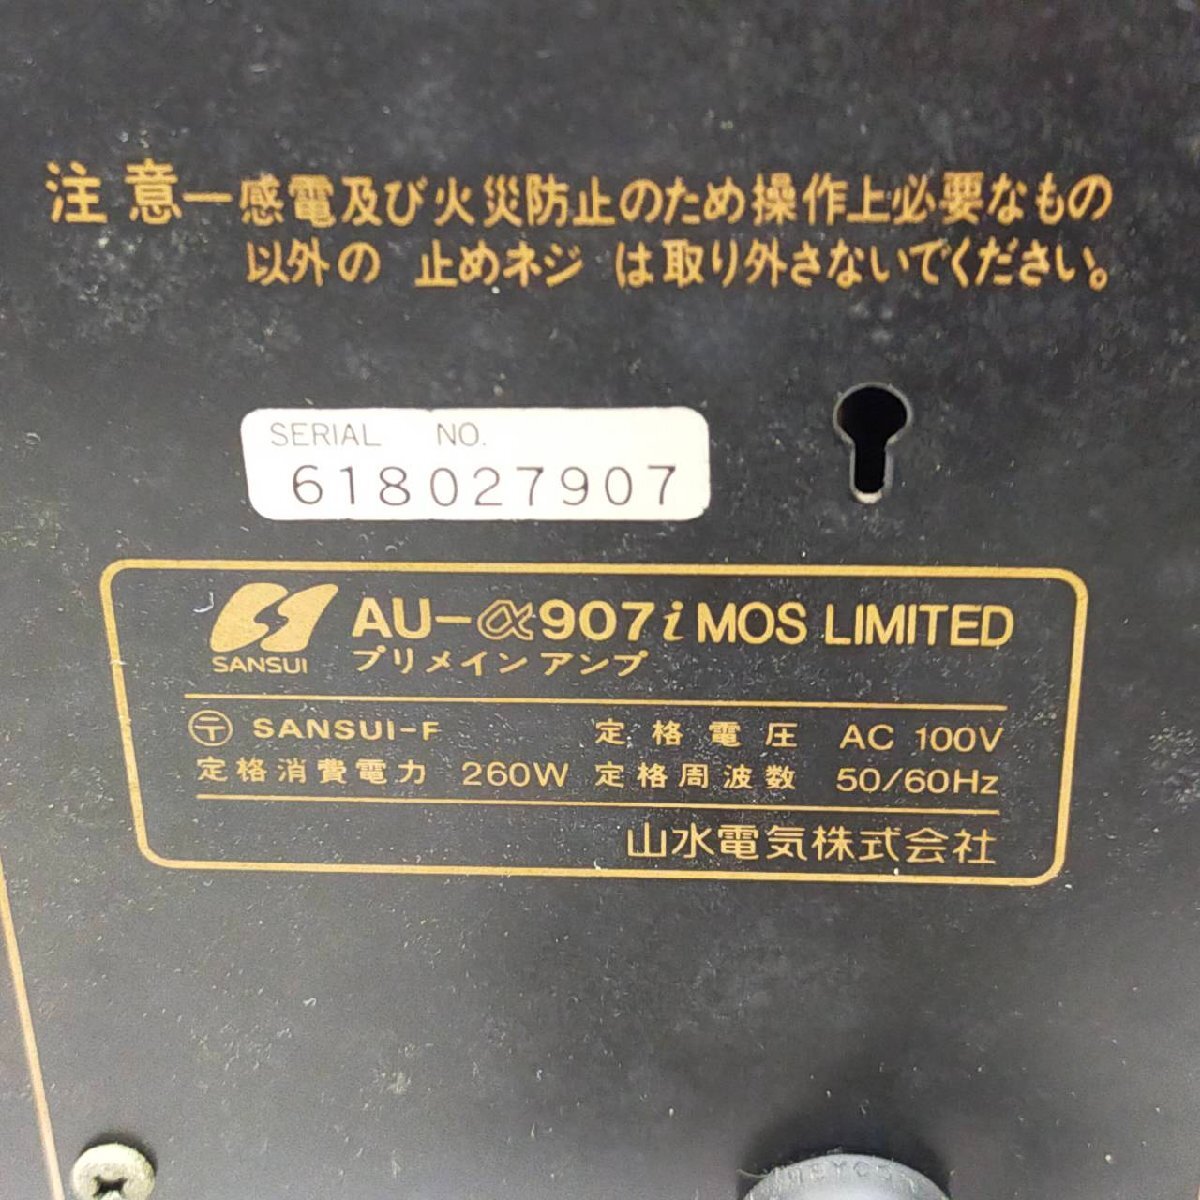 注意－感電及び火災防止のため操作上必要なもの
以外の 止めネジ は取り外さないでください。
SERIAL NO.
618027907
SANSUI
AU-α907i MOS LIMITED
プリメインアンプ
〒 SANSUI-F 定格電圧 AC 100V
定格消費電力 260W 定格周波数 50/60Hz
山水電気株式会社